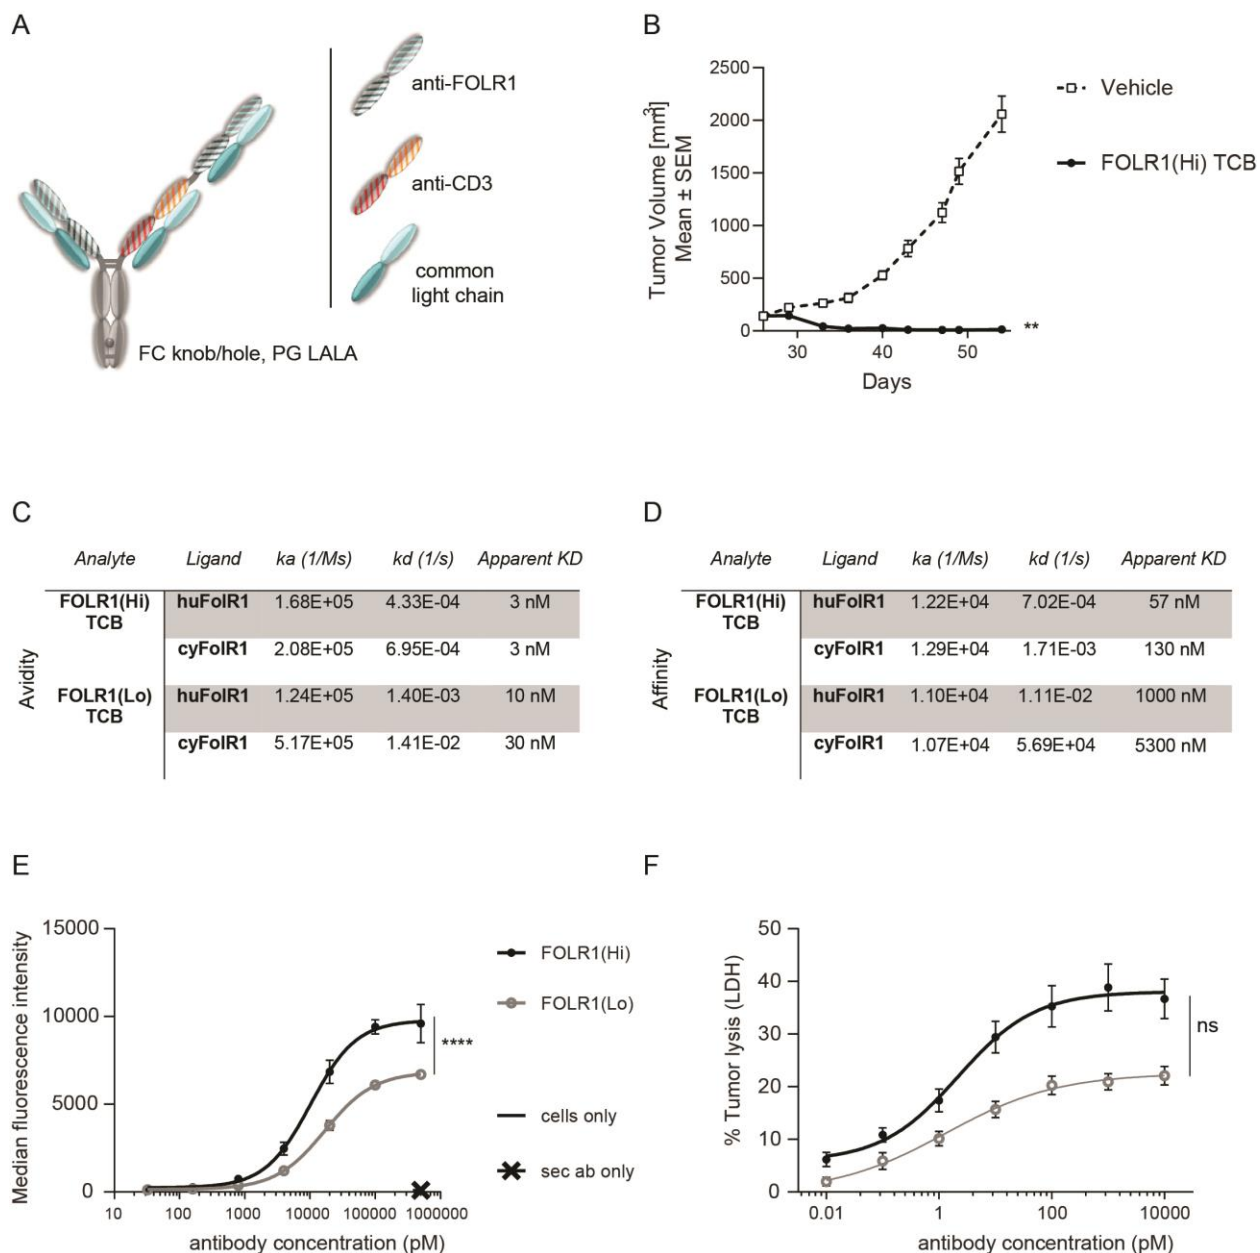 A
anti-FOLR1
anti-CD3
common
light chain
FC knob/hole, PG LALA
B
Tumor Volume [mm³]
Mean ± SEM
2500
2000
1500
1000
500
0
30 40 50
Days
**
Vehicle
FOLR1(Hi) TCB
C
Analyte Ligand ka (1/Ms) kd (1/s) Apparent KD
Avidity
FOLR1(Hi) huFolR1 1.68E+05 4.33E-04 3 nM
TCB
cyFolR1 2.08E+05 6.95E-04 3 nM
FOLR1(Lo) huFolR1 1.24E+05 1.40E-03 10 nM
TCB
cyFolR1 5.17E+05 1.41E-02 30 nM
D
Analyte Ligand ka (1/Ms) kd (1/s) Apparent KD
Affinity
FOLR1(Hi) huFolR1 1.22E+04 7.02E-04 57 nM
TCB
cyFolR1 1.29E+04 1.71E-03 130 nM
FOLR1(Lo) huFolR1 1.10E+04 1.11E-02 1000 nM
TCB
cyFolR1 1.07E+04 5.69E+04 5300 nM
E
Median fluorescence intensity
15000
10000
5000
0
10 100 1000 10000 100000 1000000
antibody concentration (pM)
****
FOLR1(Hi)
FOLR1(Lo)
cells only
sec ab only
F
% Tumor lysis (LDH)
50
40
30
20
10
0
0.01 1 100 10000
antibody concentration (pM)
ns